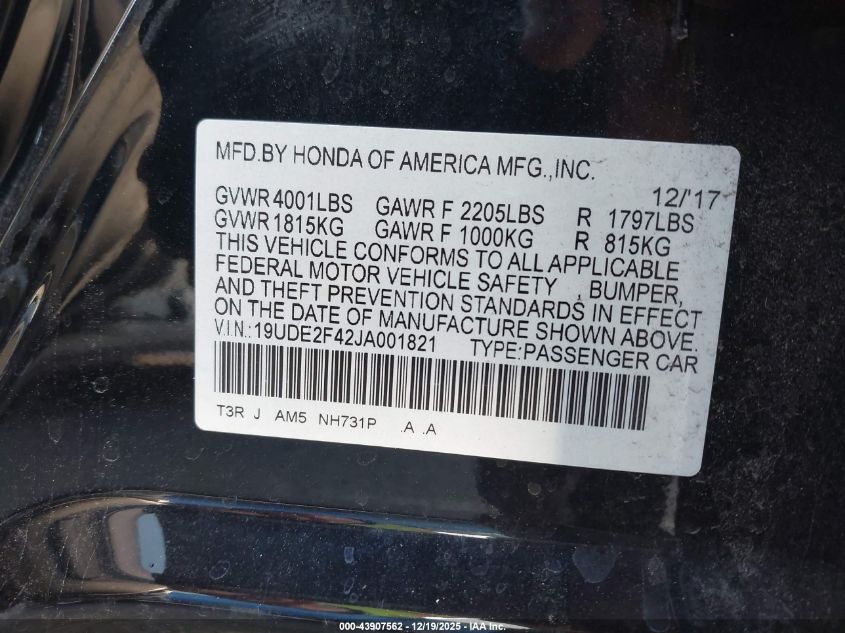 MFD.BY HONDA OF AMERICA MFG.,INC.
12/'17
GVWR 4001LBS GAWR F 2205LBS R 1797LBS
GVWR 1815KG GAWR F 1000KG R 815KG
THIS VEHICLE CONFORMS TO ALL APPLICABLE
FEDERAL MOTOR VEHICLE SAFETY , BUMPER,
AND THEFT PREVENTION STANDARDS IN EFFECT
ON THE DATE OF MANUFACTURE SHOWN ABOVE.
V.I.N.:19UDE2F42JA001821 TYPE:PASSENGER CAR
T3R J AM5 NH731P .A .A
000-43907562 - 12/19/2025 - IAA Inc.